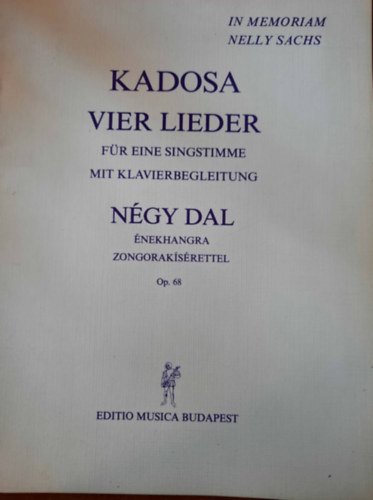 IN MEMORIAM
NELLY SACHS
KADOSA
VIER LIEDER
FÜR EINE SINGSTIMME
MIT KLAVIERBEGLEITUNG
NÉGY DAL
ÉNEKHANGRA
ZONGORAKÍSÉRETTEL
Op. 68
EDITIO MUSICA BUDAPEST